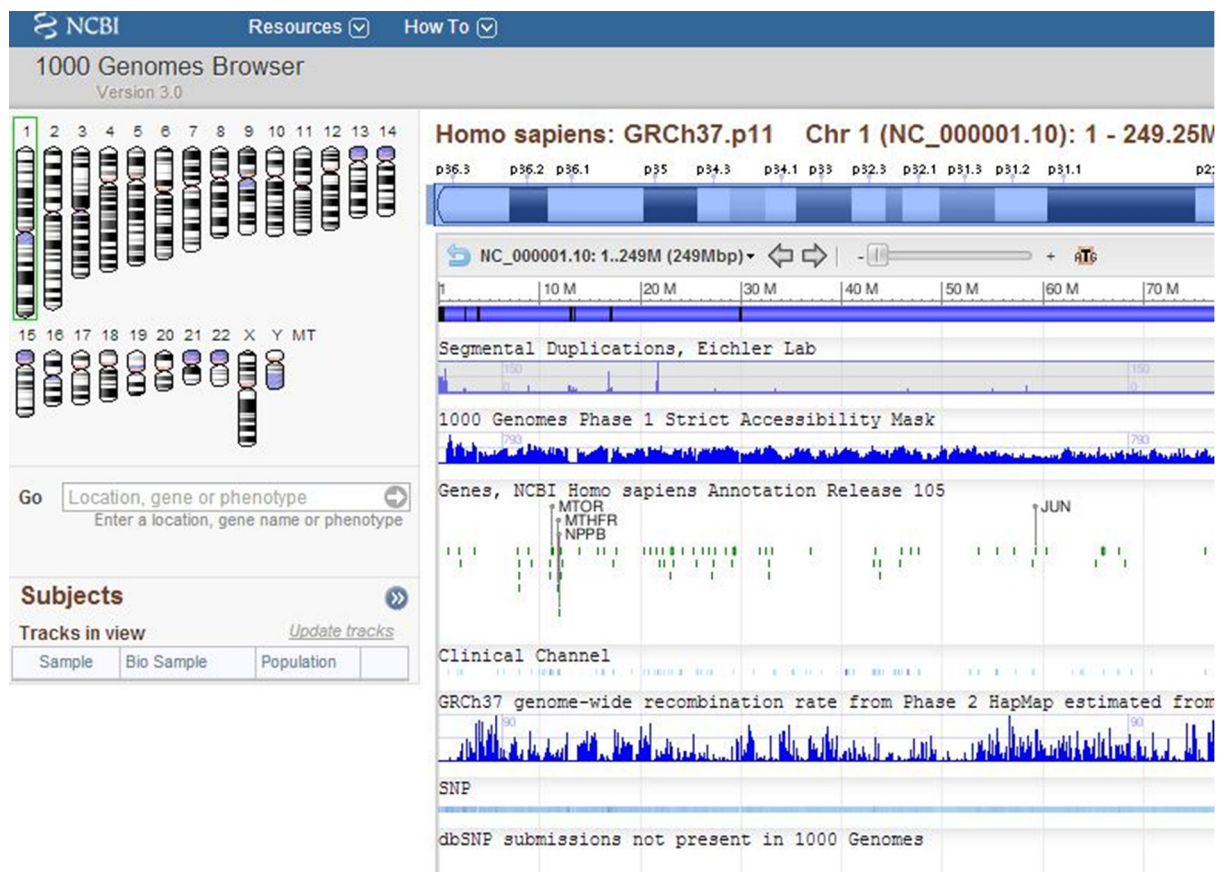 NCBI Resources How To
1000 Genomes Browser
Version 3.0
1 2 3 4 5 6 7 8 9 10 11 12 13 14
15 16 17 18 19 20 21 22 X Y MT
Go Location, gene or phenotype
Enter a location, gene name or phenotype
Subjects
Tracks in view Update tracks
Sample Bio Sample Population
Homo sapiens: GRCh37.p11 Chr 1 (NC_000001.10): 1 - 249.25M
p36.3 p36.2 p36.1 p35 p34.3 p34.1 p33 p32.3 p32.1 p31.3 p31.2 p31.1
NC_000001.10: 1..249M (249Mbp) - + ATG
1 10 M 20 M 30 M 40 M 50 M 60 M 70 M
Segmental Duplications, Eichler Lab
150 150
0 0
1000 Genomes Phase 1 Strict Accessibility Mask
793 793
Genes, NCBI Homo sapiens Annotation Release 105
MTOR JUN
MTHFR
NPPB
Clinical Channel
GRCh37 genome-wide recombination rate from Phase 2 HapMap estimated from
90 90
SNP
dbSNP submissions not present in 1000 Genomes